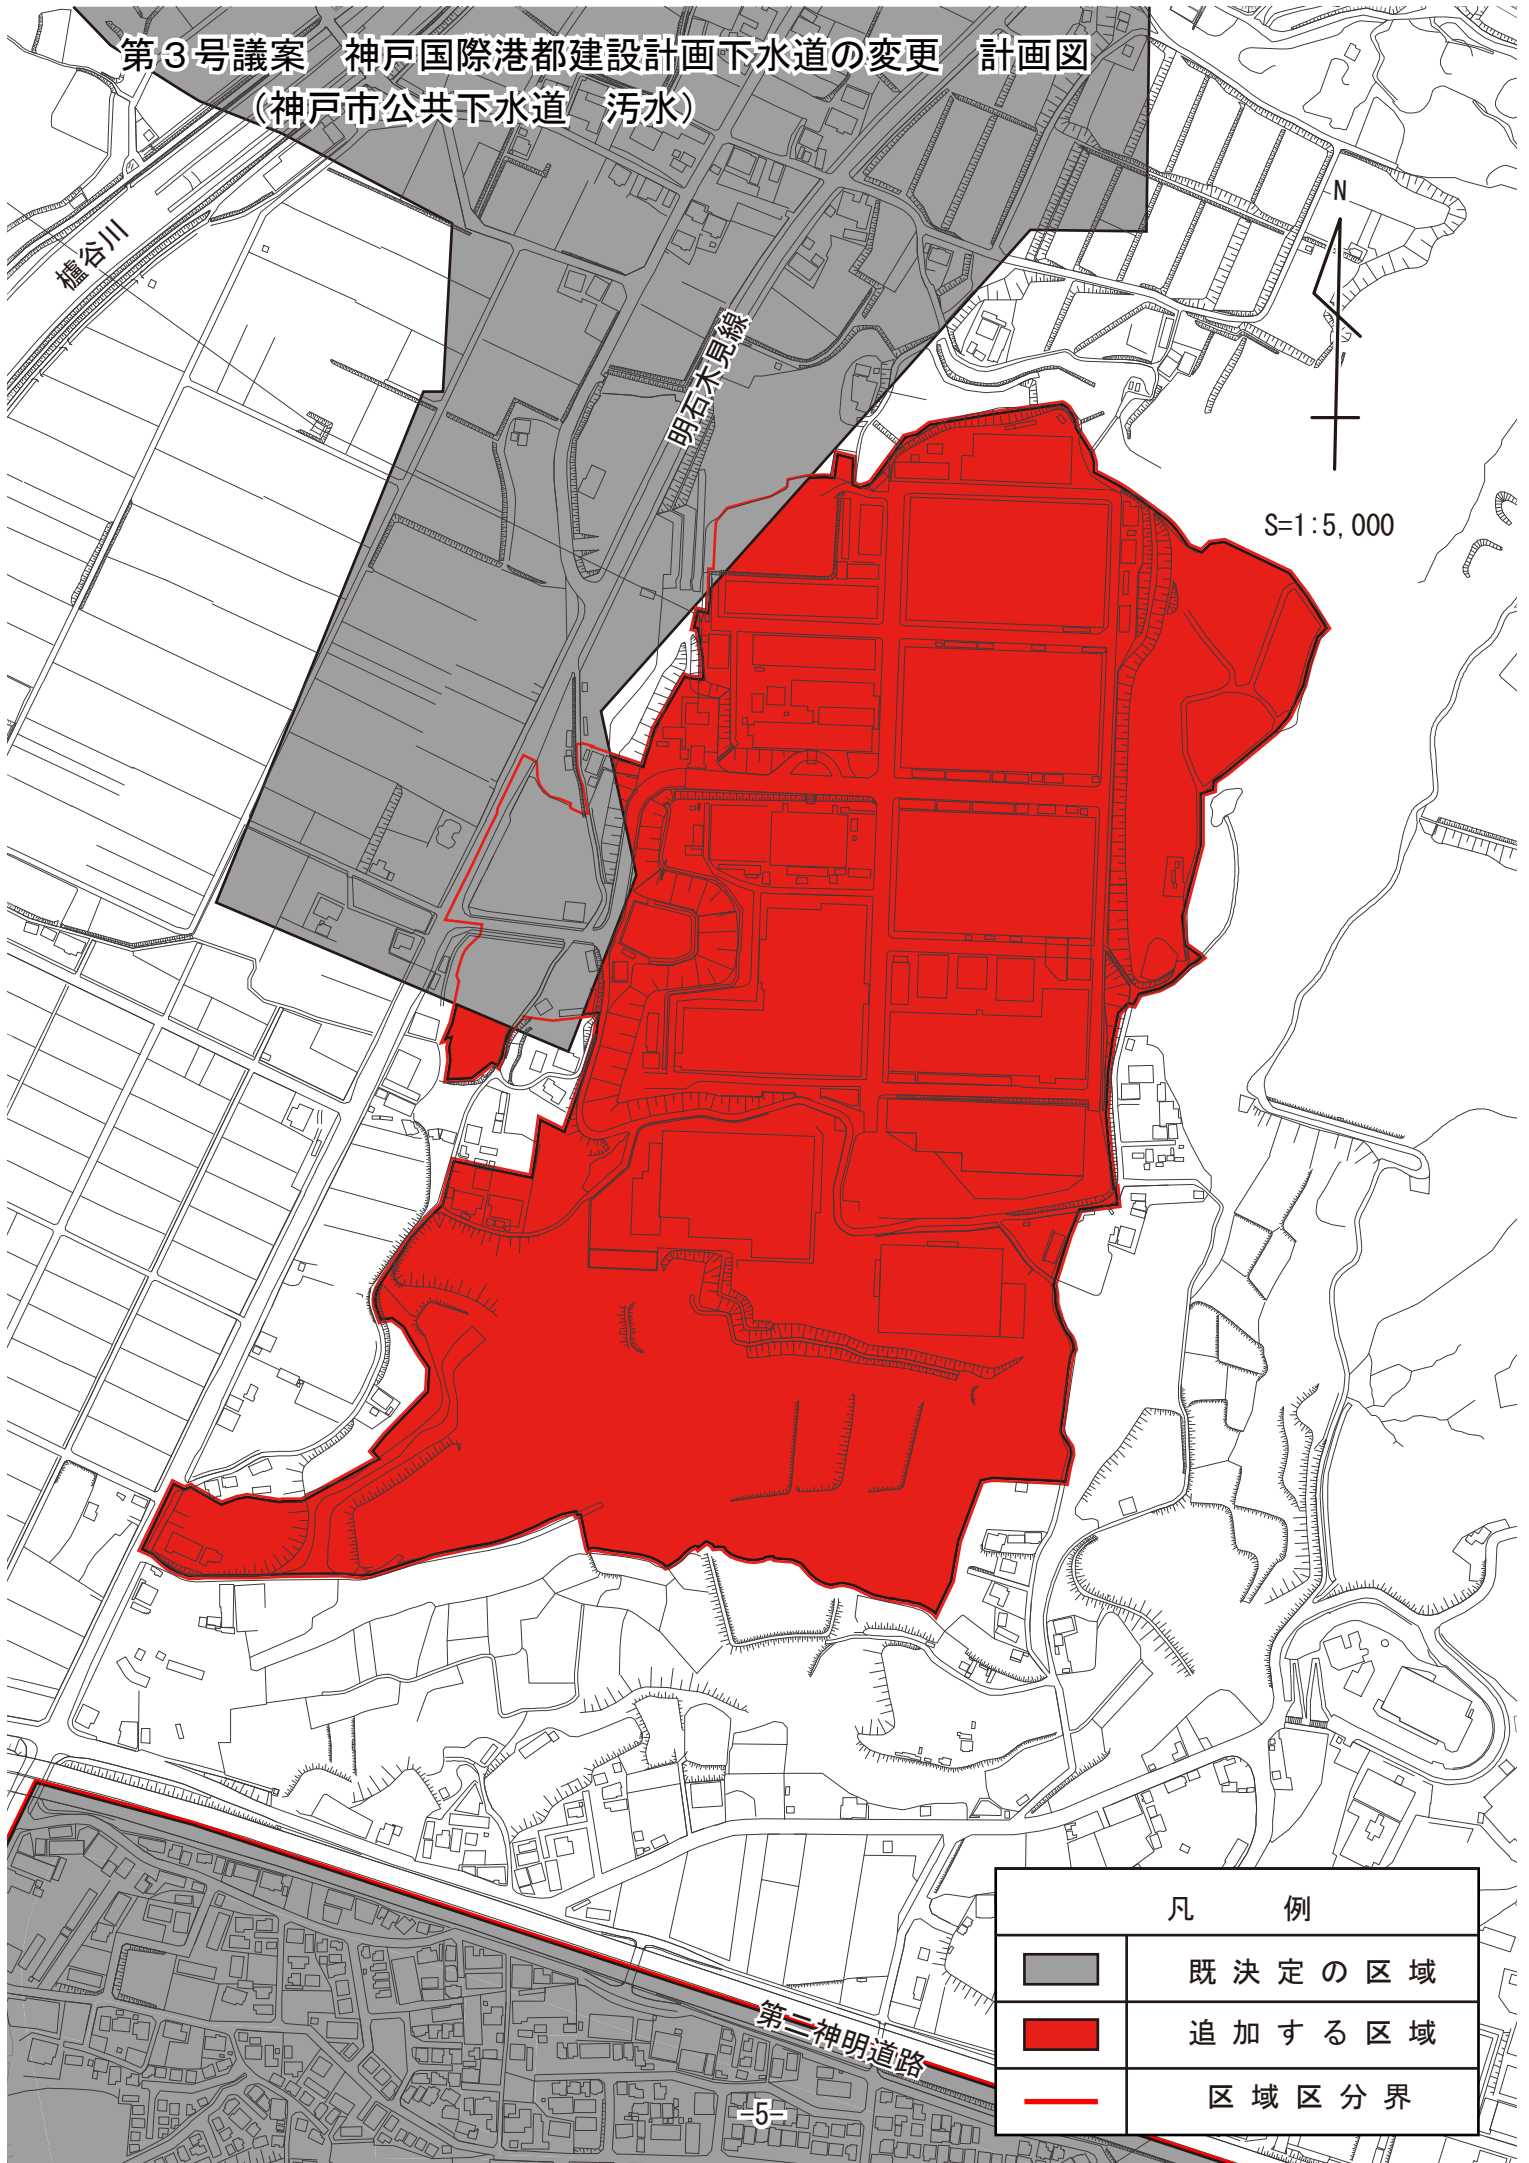 第３号議案　神戸国際港都建設計画下水道の変更　計画図
（神戸市公共下水道　汚水）
櫨谷川
明石木見線
N
S=1:5,000
第二神明道路
凡　例
既決定の区域
追加する区域
区域区分界
-5-